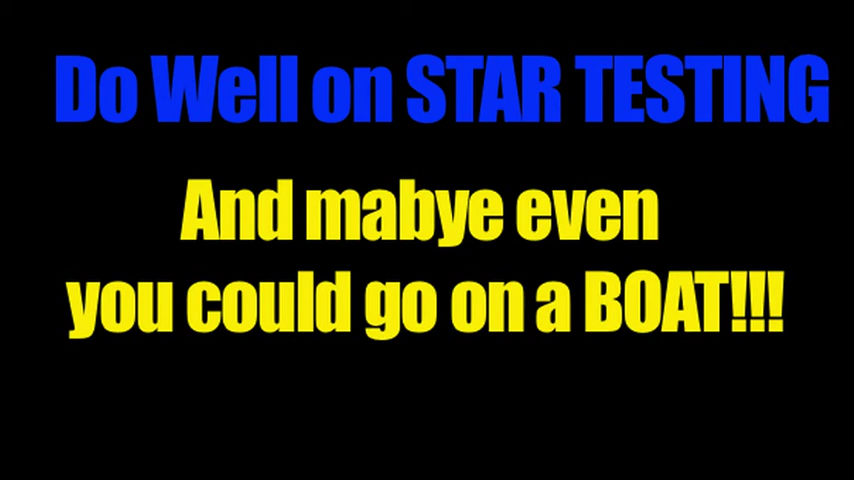 Do Well on STAR TESTING
And mabye even
you could go on a BOAT!!!